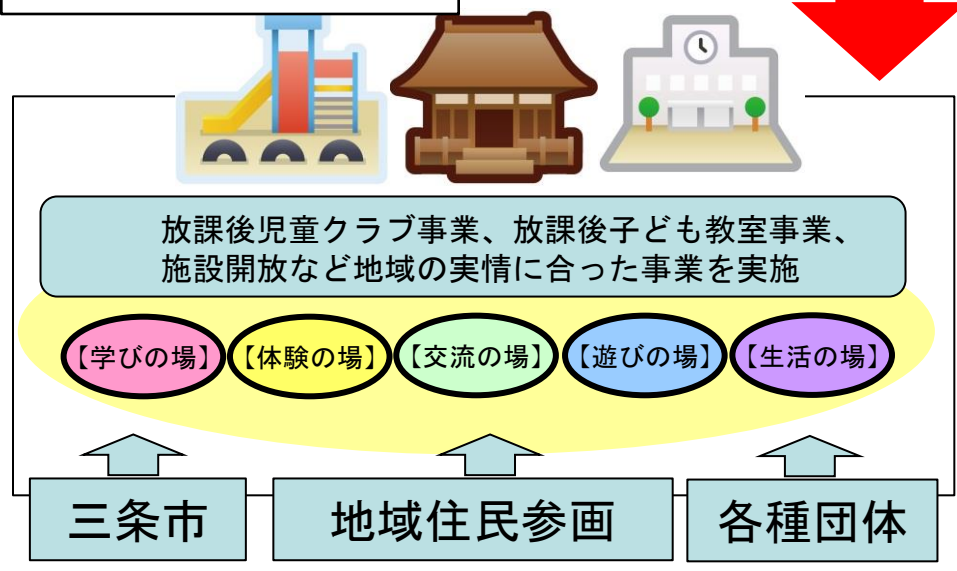 放課後児童クラブ事業、放課後子ども教室事業、
施設開放など地域の実情に合った事業を実施
【学びの場】 【体験の場】 【交流の場】 【遊びの場】 【生活の場】
三条市 地域住民参画 各種団体